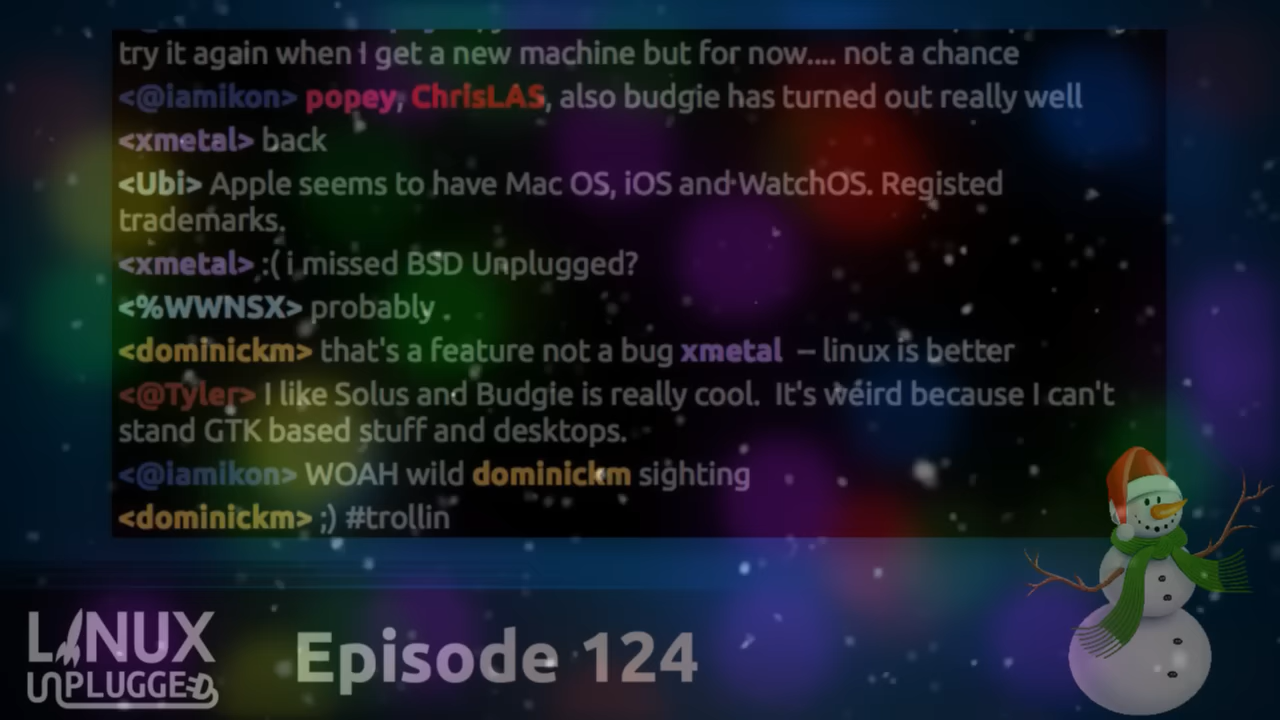 try it again when I get a new machine but for now.... not a chance
<@iamikon> popey, ChrisLAS, also budgie has turned out really well
<xmetal> back
<Ubi> Apple seems to have Mac OS, iOS and WatchOS. Registed
trademarks.
<xmetal> :( i missed BSD Unplugged?
<%WWNSX> probably
<dominickm> that's a feature not a bug xmetal – linux is better
<@Tyler> I like Solus and Budgie is really cool.  It's weird because I can't
stand GTK based stuff and desktops.
<@iamikon> WOAH wild dominickm sighting
<dominickm> ;) #trollin
LINUX
UNPLUGGED
Episode 124